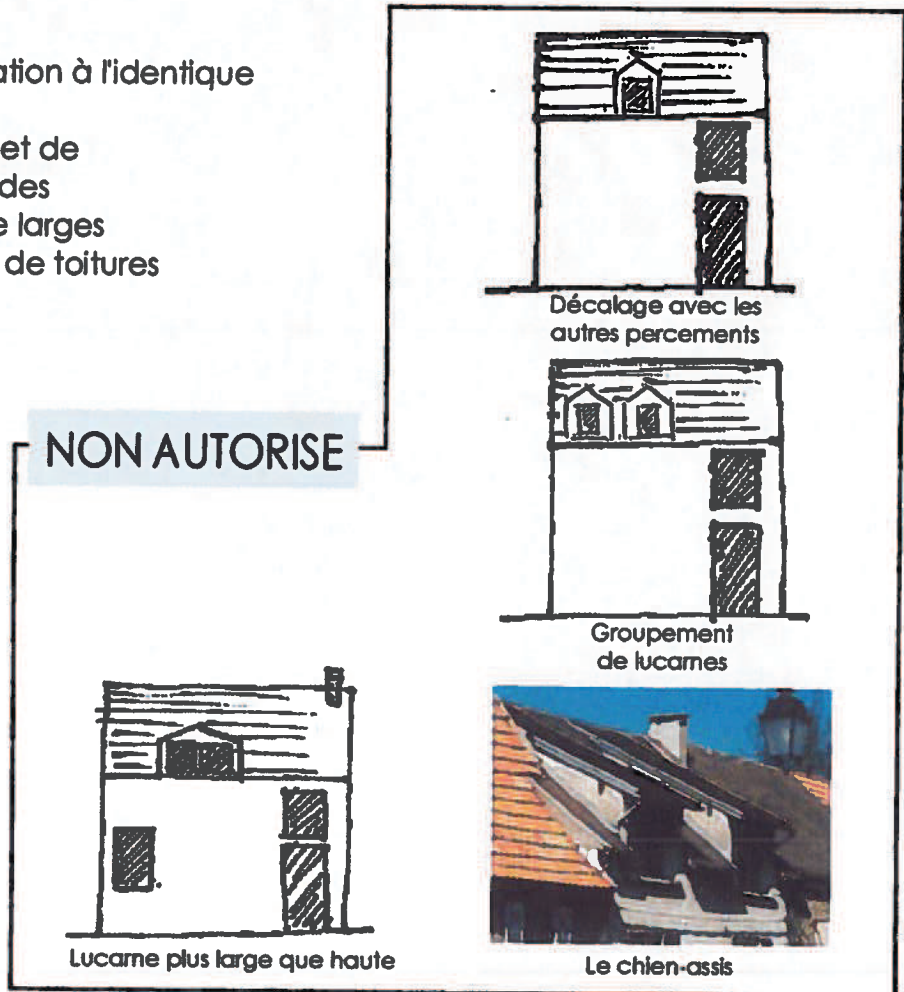 ation à l'identique
et de
des
e larges
de toitures
Décalage avec les
autres percements
NON AUTORISE
Groupement
de lucarnes
Lucarne plus large que haute
Le chien-assis